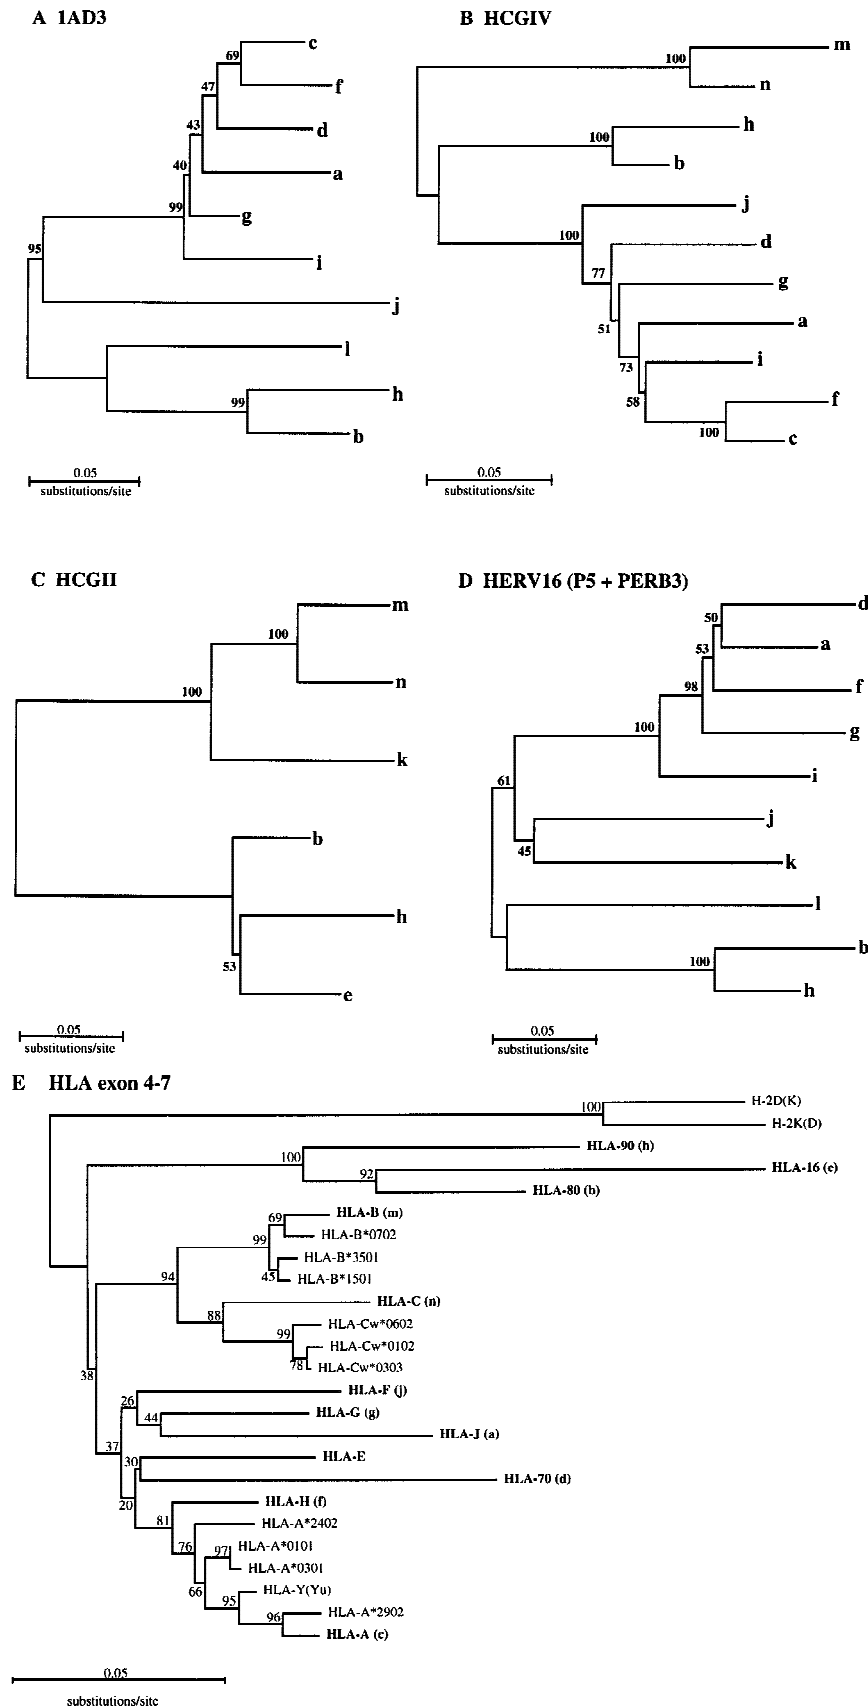 A 1AD3
c
69
f
47
d
43
a
40
g
99
i
95
j
l
h
99
b
0.05
substitutions/site
B HCGIV
m
100
n
h
100
b
j
100
d
77
g
51
a
73
i
58
f
100
c
0.05
substitutions/site
C HCGII
m
100
n
100
k
b
h
53
e
0.05
substitutions/site
D HERV16 (P5 + PERB3)
d
50
a
53
f
98
g
100
i
61
j
45
k
l
b
100
h
0.05
substitutions/site
E HLA exon 4-7
H-2D(K)
100
H-2K(D)
HLA-90 (h)
100
HLA-16 (e)
92
HLA-80 (b)
HLA-B (m)
69
HLA-B*0702
99
HLA-B*3501
45
HLA-B*1501
94
HLA-C (n)
88
HLA-Cw*0602
99
HLA-Cw*0102
78
HLA-Cw*0303
38
HLA-F (j)
26
HLA-G (g)
44
HLA-J (a)
37
HLA-E
30
HLA-70 (d)
20
HLA-H (f)
81
HLA-A*2402
76
HLA-A*0101
97
HLA-A*0301
66
HLA-Y(Yu)
95
HLA-A*2902
96
HLA-A (c)
0.05
substitutions/site